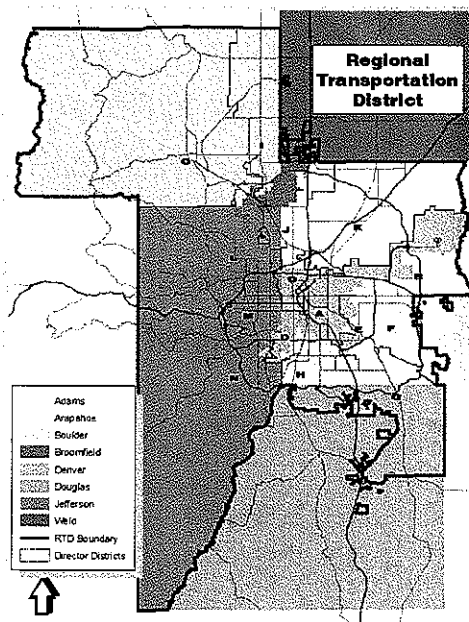 Regional
Transportation
District
Adams
Arapahoe
Boulder
Broomfield
Denver
Douglas
Jefferson
Weld
RTD Boundary
Director Districts
J
K
A
E
F
M
D
N
H